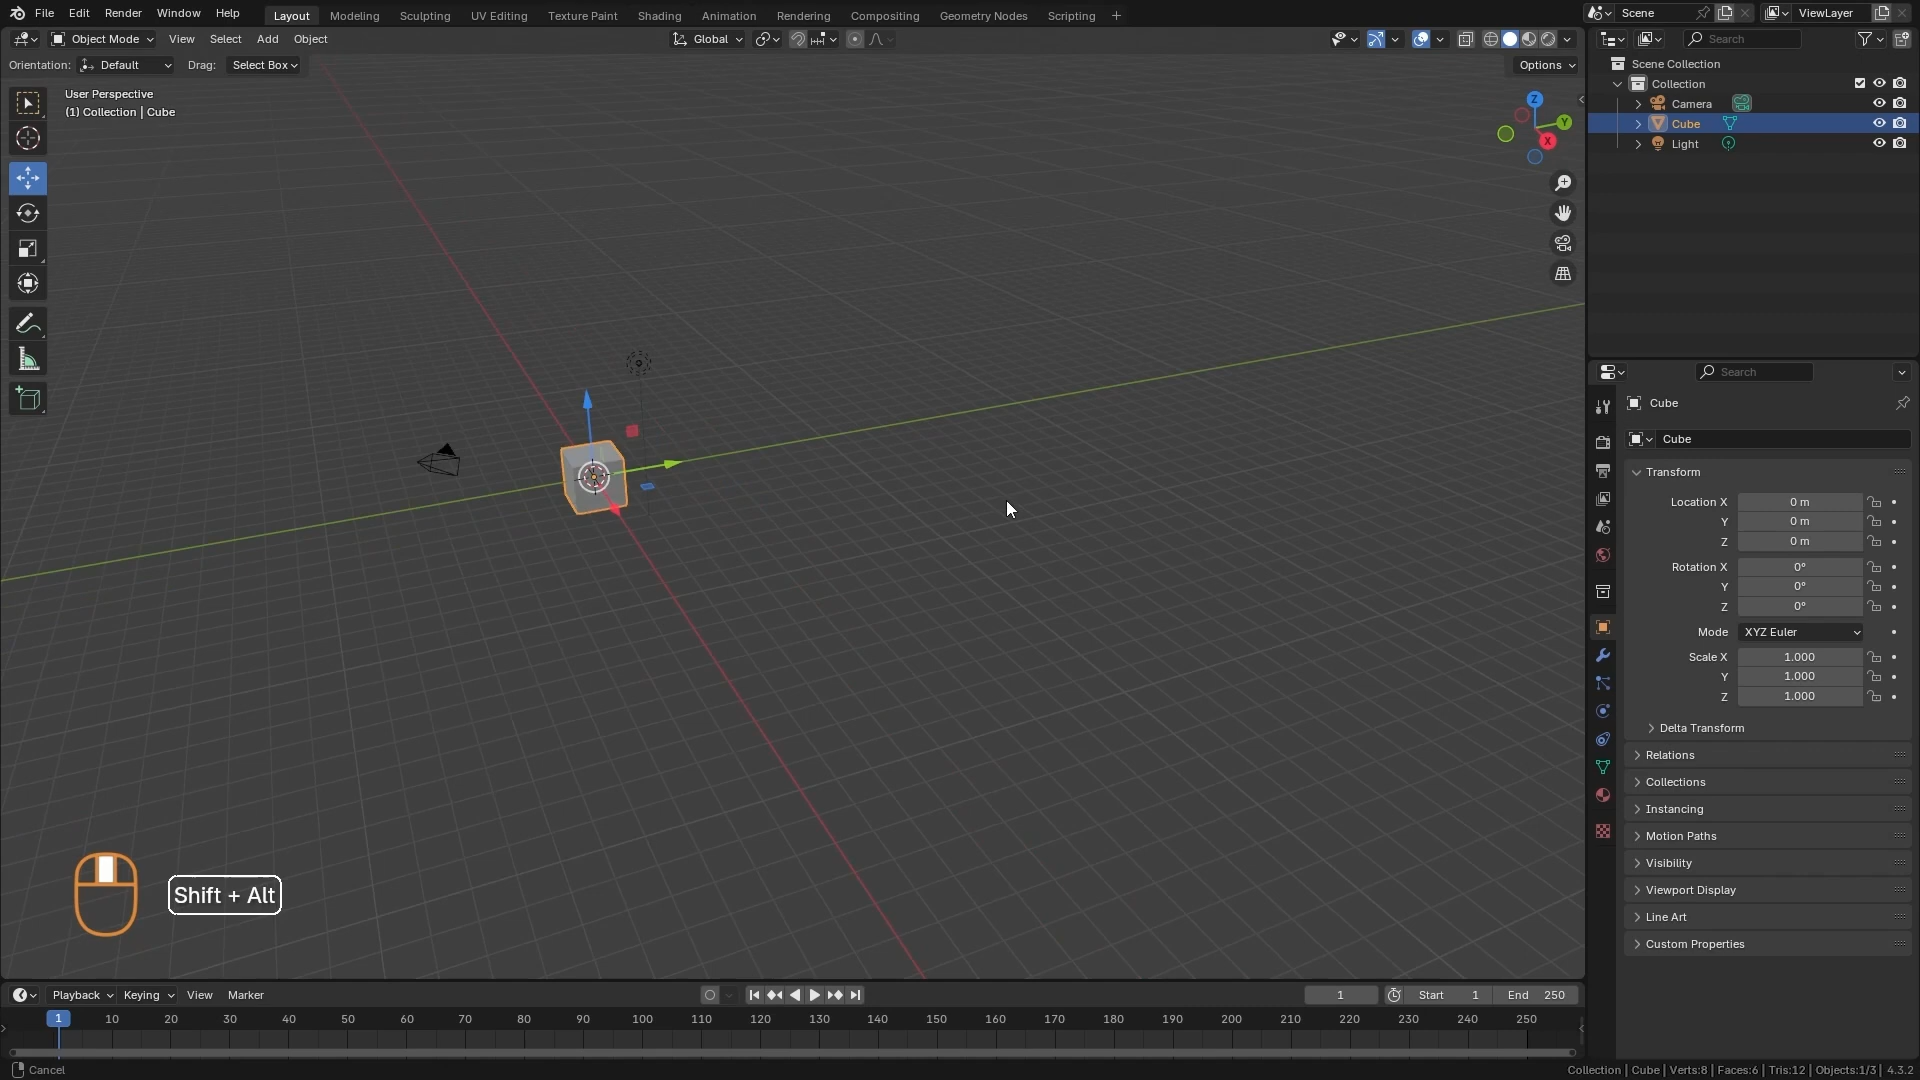 File Edit Render Window Help Layout Modeling Sculpting UV Editing Texture Paint Shading Animation Rendering Compositing Geometry Nodes Scripting + Scene ViewLayer
Object Mode View Select Add Object Global Search
Orientation: Default Drag: Select Box Options
Scene Collection
Collection
Camera
Cube
Light
User Perspective
(1) Collection | Cube
Z
Y
X
Search
Cube
Cube
Transform
Location X 0 m
Y 0 m
Z 0 m
Rotation X 0°
Y 0°
Z 0°
Mode XYZ Euler
Scale X 1.000
Y 1.000
Z 1.000
Delta Transform
Relations
Collections
Instancing
Motion Paths
Visibility
Viewport Display
Line Art
Custom Properties
Shift + Alt
Playback Keying View Marker 1 Start 1 End 250
1 10 20 30 40 50 60 70 80 90 100 110 120 130 140 150 160 170 180 190 200 210 220 230 240 250
Cancel Collection | Cube | Verts:8 | Faces:6 | Tris:12 | Objects:1/3 | 4.3.2